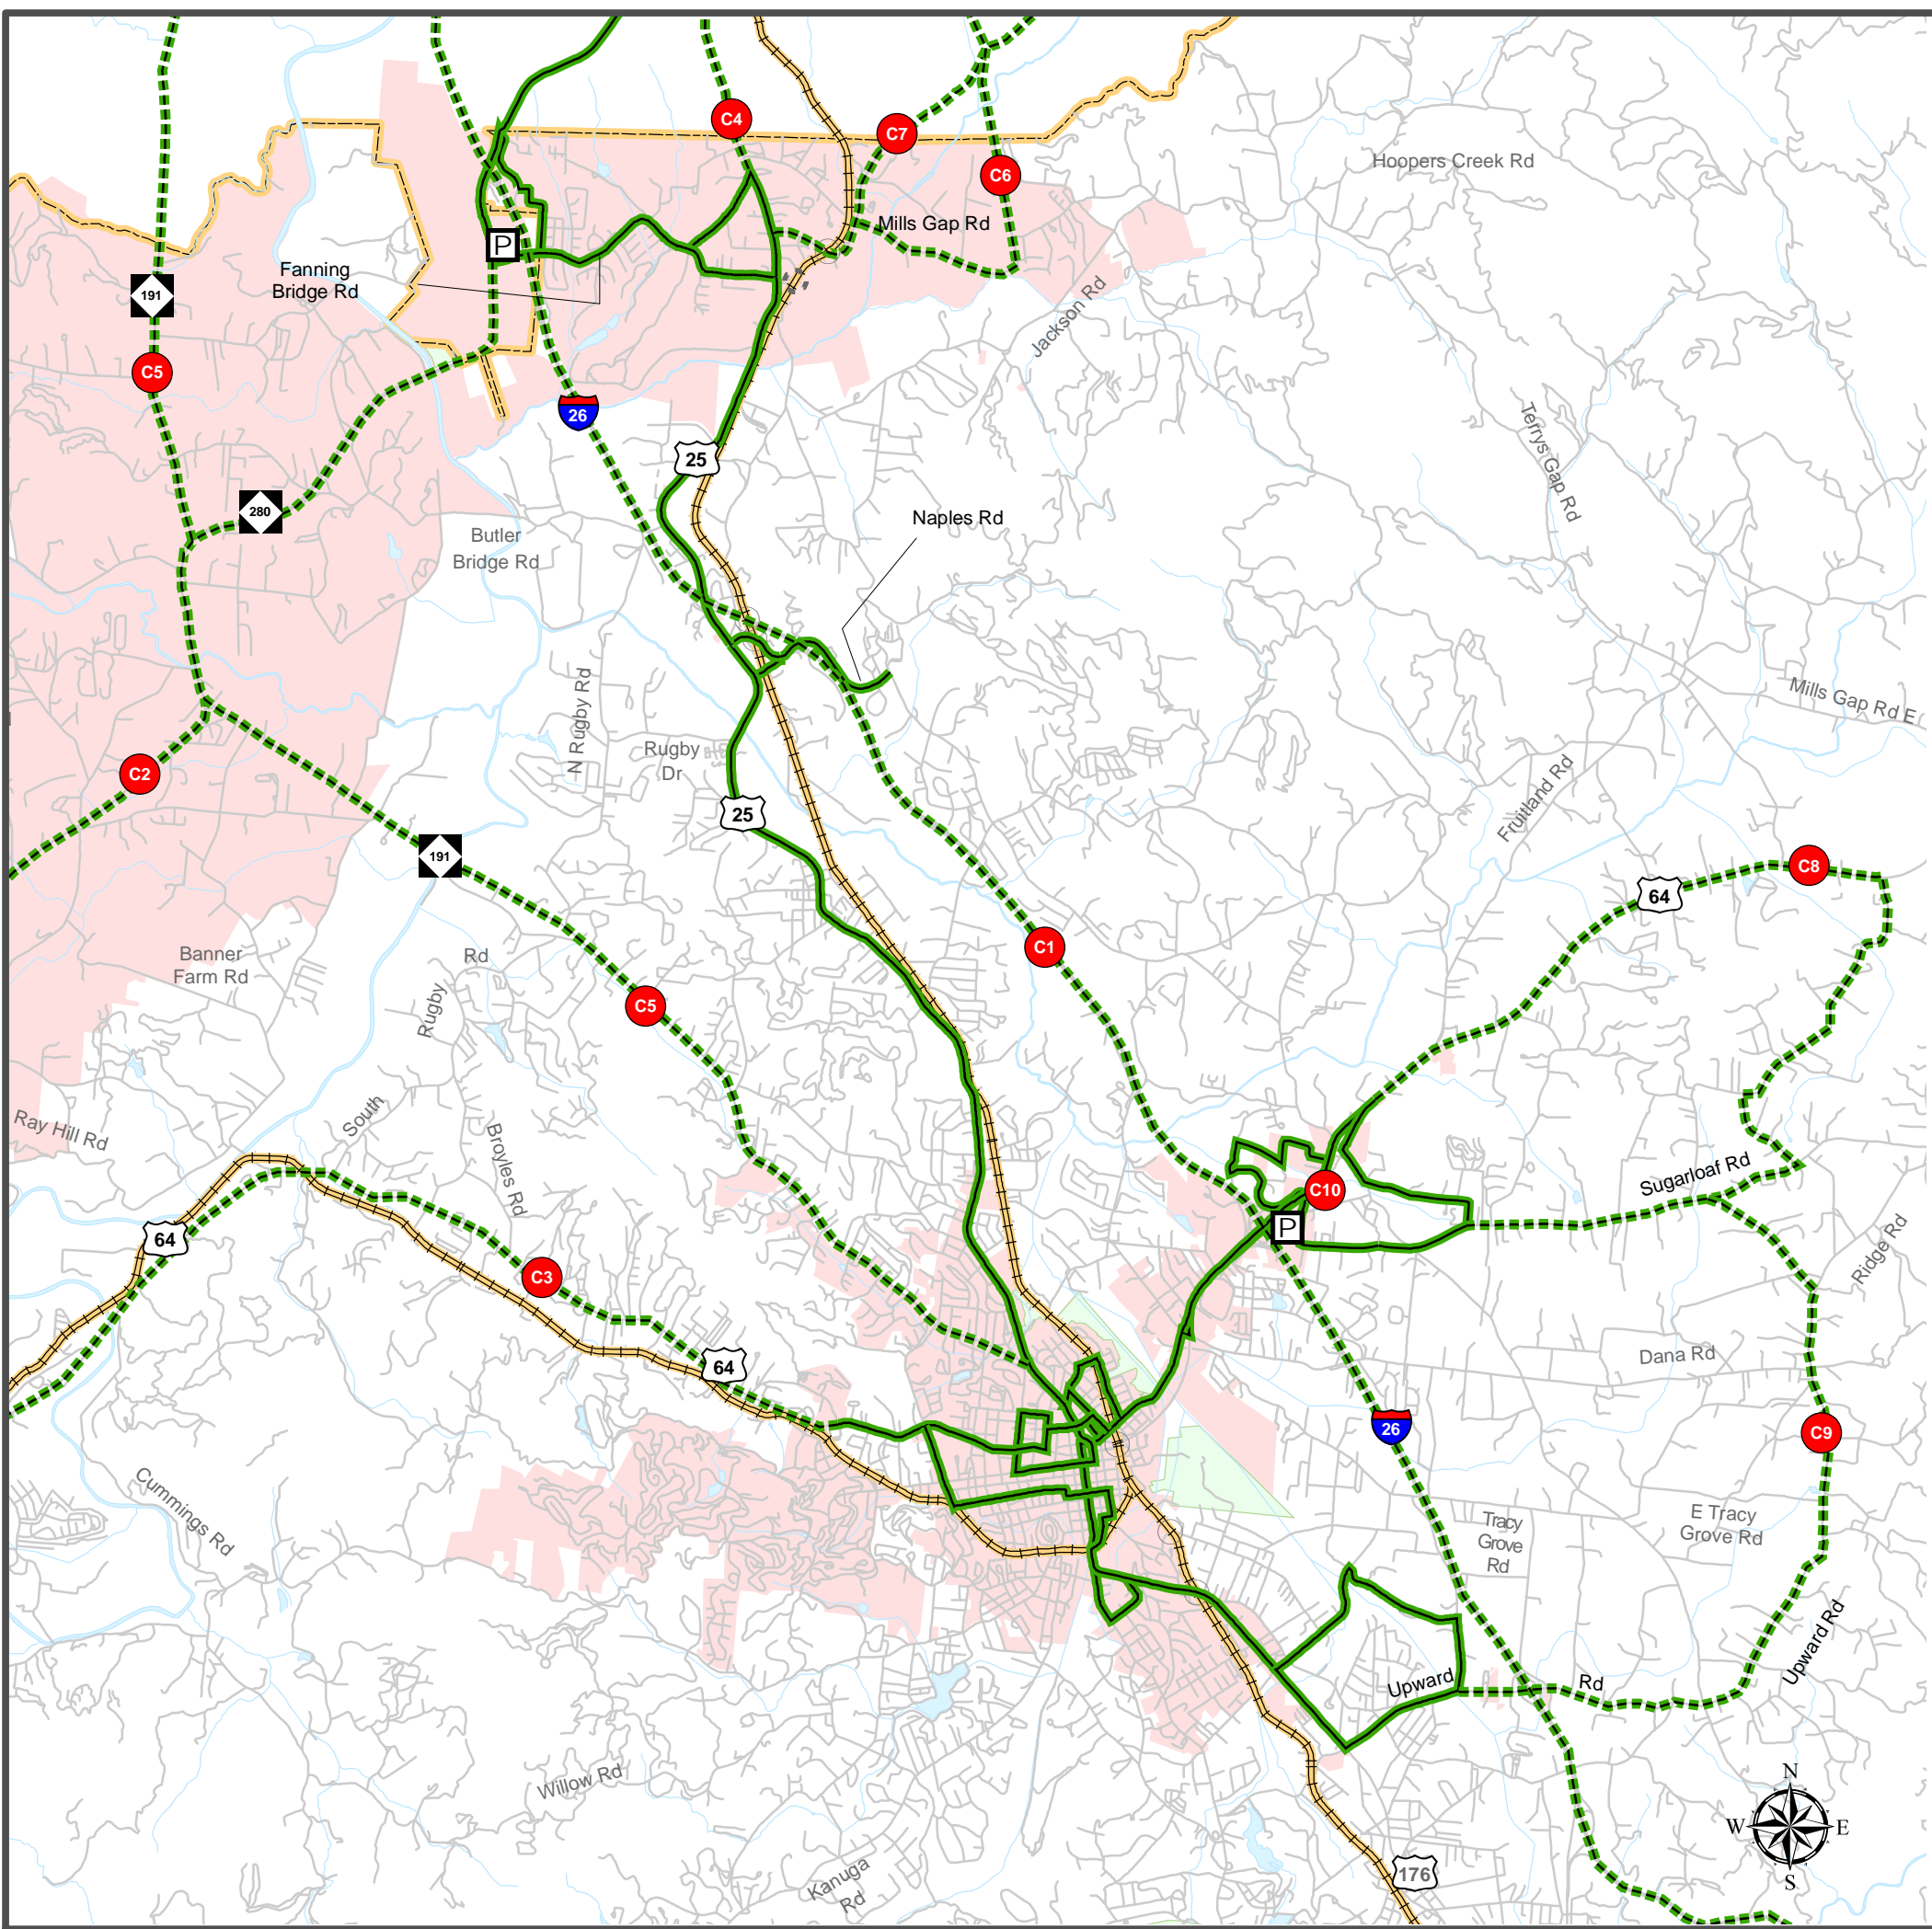 C4
C7
Hoopers Creek Rd
C6
Mills Gap Rd
P
Fanning
Bridge Rd
191
Jackson Rd
C5
26
25
Terrys Gap Rd
280
Naples Rd
Butler
Bridge Rd
N Rugby Rd
Mills Gap Rd E
Rugby
Dr
C2
25
Fruitland Rd
191
C8
64
Banner
Farm Rd
Rd
C1
Rugby
C5
South
Ray Hill Rd
Broyles Rd
Sugarloaf Rd
C10
P
64
Ridge Rd
C3
64
Dana Rd
26
C9
Cummings Rd
Tracy
Grove
Rd
E Tracy
Grove Rd
Upward Rd
Upward
Rd
Willow Rd
N
W
E
S
Kanuga
Rd
176